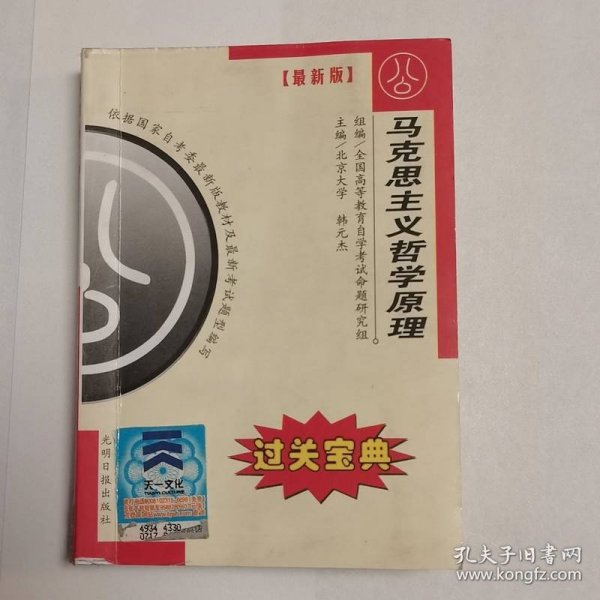 【最新版】
马克思主义哲学原理
组编/全国高等教育自学考试命题研究组
主编/北京大学 韩元杰
依据国家自考委最新版教材及最新考试题型编写
过关宝典
光明日报出版社
天一文化
TIANYI CULTURE
4934 4330
孔夫子旧书网
www.kongfz.com